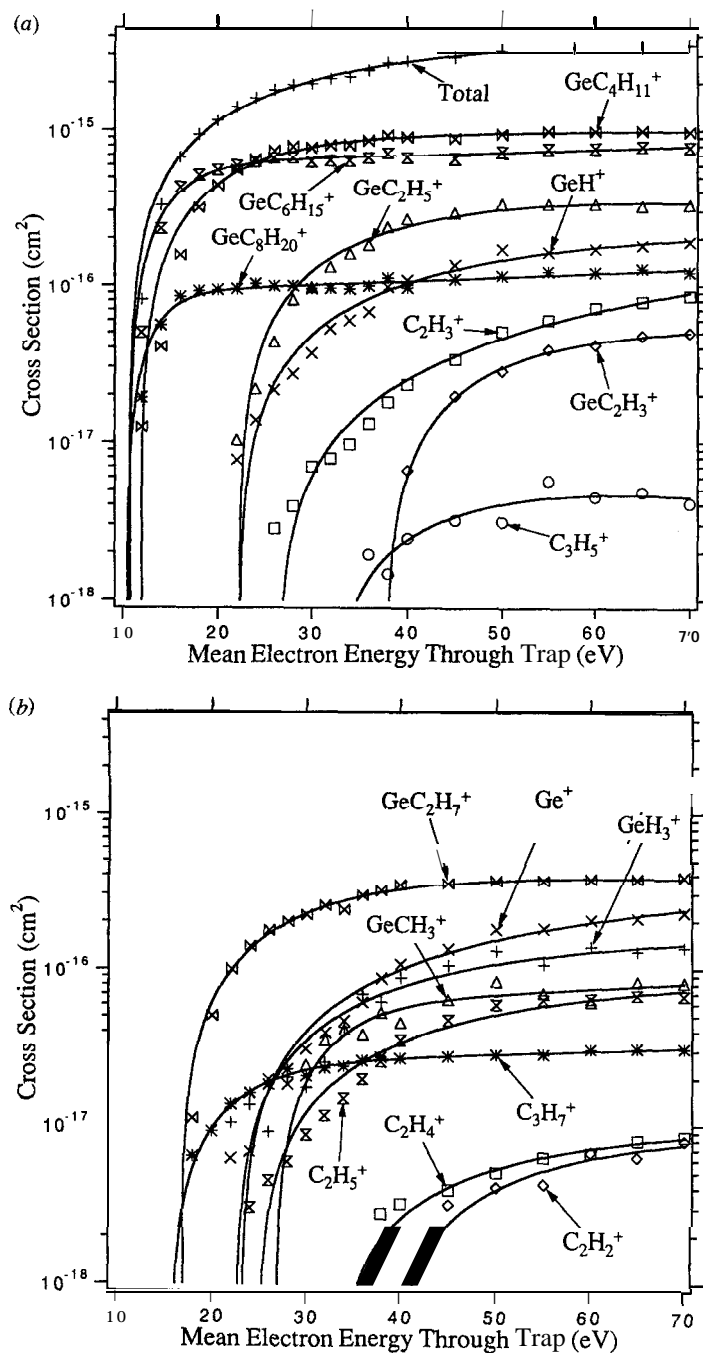 (a)
Total
GeC₄H₁₁⁺
10⁻¹⁵
GeC₆H₁₅⁺
GeC₂H₅⁺
GeH⁺
GeC₈H₂₀⁺
10⁻¹⁶
C₂H₃⁺
GeC₂H₃⁺
10⁻¹⁷
C₃H₅⁺
10⁻¹⁸
Cross Section (cm²)
10 20 30 40 50 60 70
Mean Electron Energy Through Trap (eV)
(b)
GeC₂H₇⁺
Ge⁺
GeH₃⁺
10⁻¹⁵
GeCH₃⁺
10⁻¹⁶
C₃H₇⁺
C₂H₄⁺
10⁻¹⁷
C₂H₅⁺
C₂H₂⁺
10⁻¹⁸
Cross Section (cm²)
10 20 30 40 50 60 70
Mean Electron Energy Through Trap (eV)